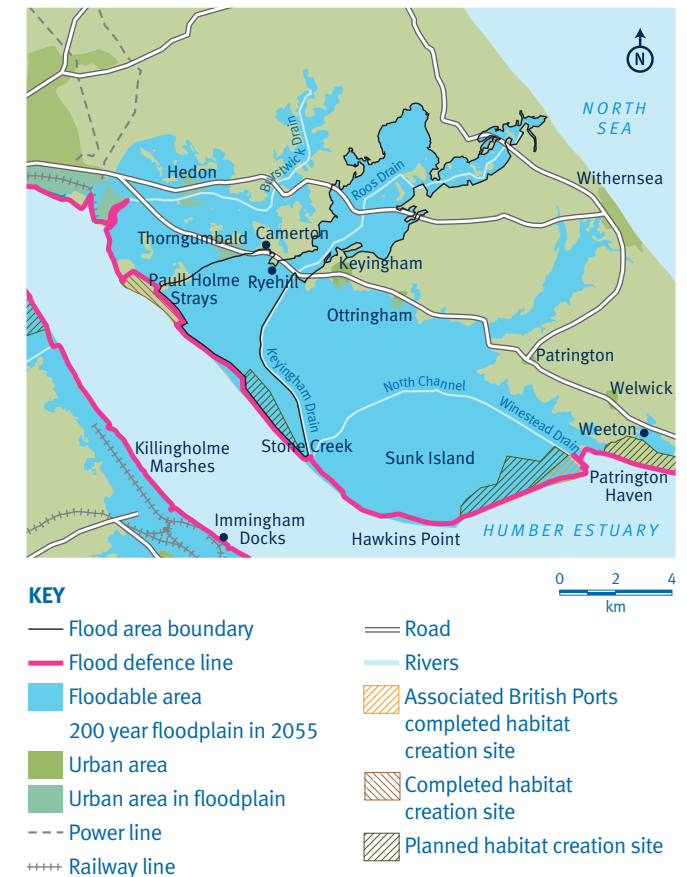 N
NORTH
SEA
Hedon
Burstwick Drain
Roos Drain
Withernsea
Thorngumbald
Camerton
Paull Holme
Strays
Ryehill
Keyingham
Ottringham
Keyingham Drain
North Channel
Patrington
Welwick
Winestead Drain
Weeton
Killingholme
Marshes
Stone Creek
Sunk Island
Patrington
Haven
Immingham
Docks
Hawkins Point
HUMBER ESTUARY
0 2 4
km
KEY
Flood area boundary
Flood defence line
Floodable area
200 year floodplain in 2055
Urban area
Urban area in floodplain
Power line
Railway line
Road
Rivers
Associated British Ports
completed habitat
creation site
Completed habitat
creation site
Planned habitat creation site